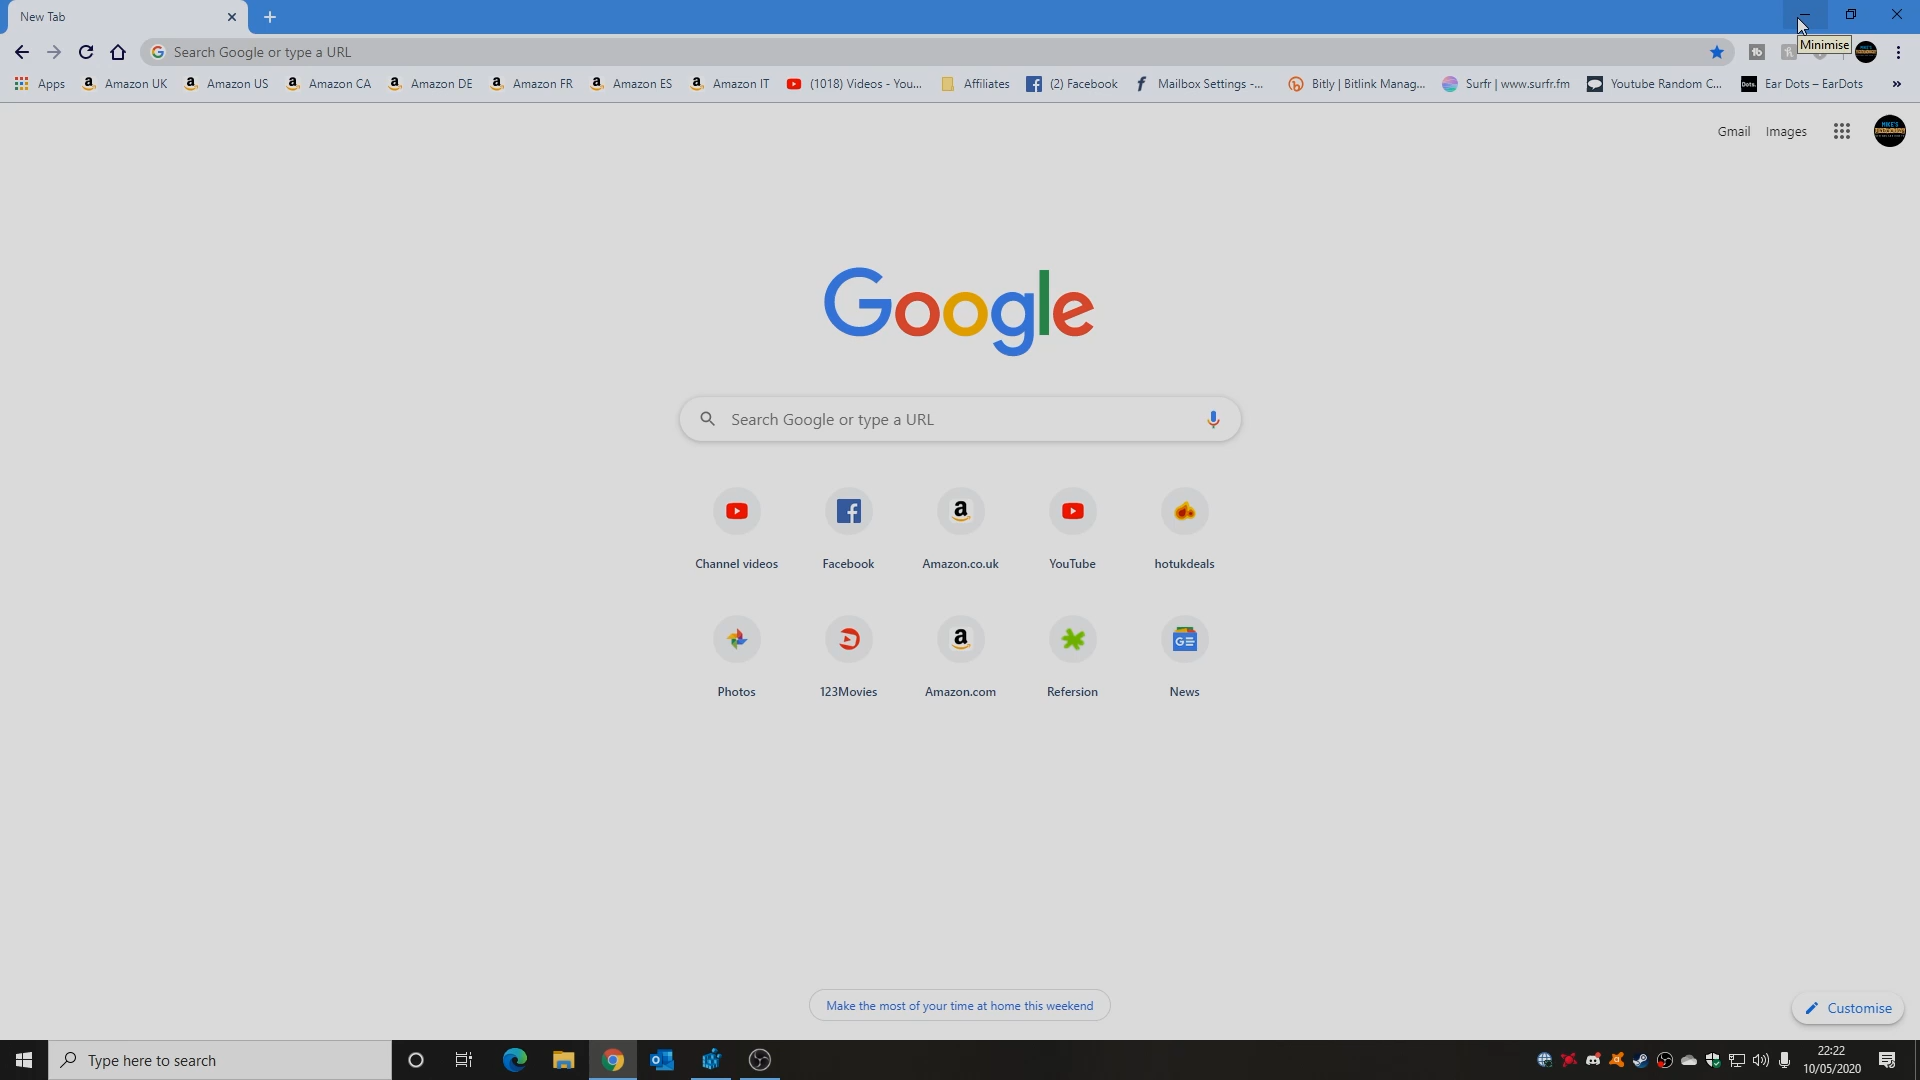 New Tab
Search Google or type a URL
Minimise
Apps
Amazon UK
Amazon US
Amazon CA
Amazon DE
Amazon FR
Amazon ES
Amazon IT
(1018) Videos - You...
Affiliates
(2) Facebook
Mailbox Settings -...
Bitly | Bitlink Manag...
Surfr | www.surfr.fm
Youtube Random C...
Ear Dots – EarDots
»
Gmail
Images
Google
Search Google or type a URL
Channel videos
Facebook
Amazon.co.uk
YouTube
hotukdeals
Photos
123Movies
Amazon.com
Refersion
News
Make the most of your time at home this weekend
Customise
Type here to search
22:22
10/05/2020